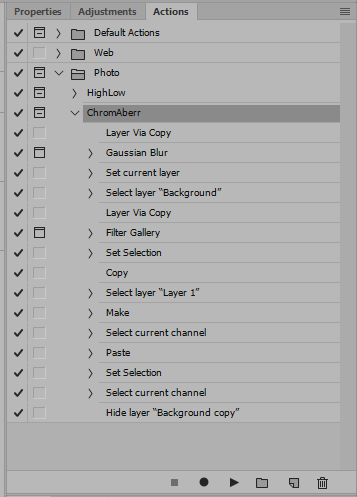 Properties
Adjustments
Actions
Default Actions
Web
Photo
HighLow
ChromAberr
Layer Via Copy
Gaussian Blur
Set current layer
Select layer “Background”
Layer Via Copy
Filter Gallery
Set Selection
Copy
Select layer “Layer 1”
Make
Select current channel
Paste
Set Selection
Select current channel
Hide layer “Background copy”